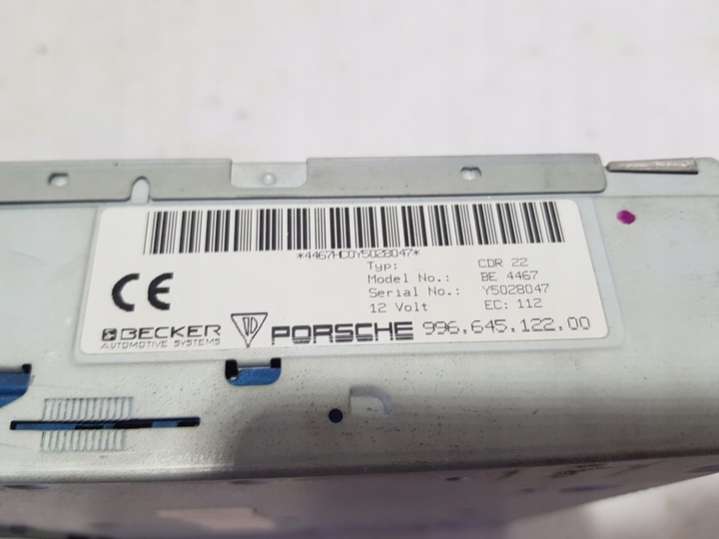 *4467HC0Y5028047*
Typ: CDR 22
Model No.: BE 4467
Serial No.: Y5028047
12 Volt EC: 112
CE
BECKER
AUTOMOTIVE SYSTEMS
PORSCHE 996.645.122.00